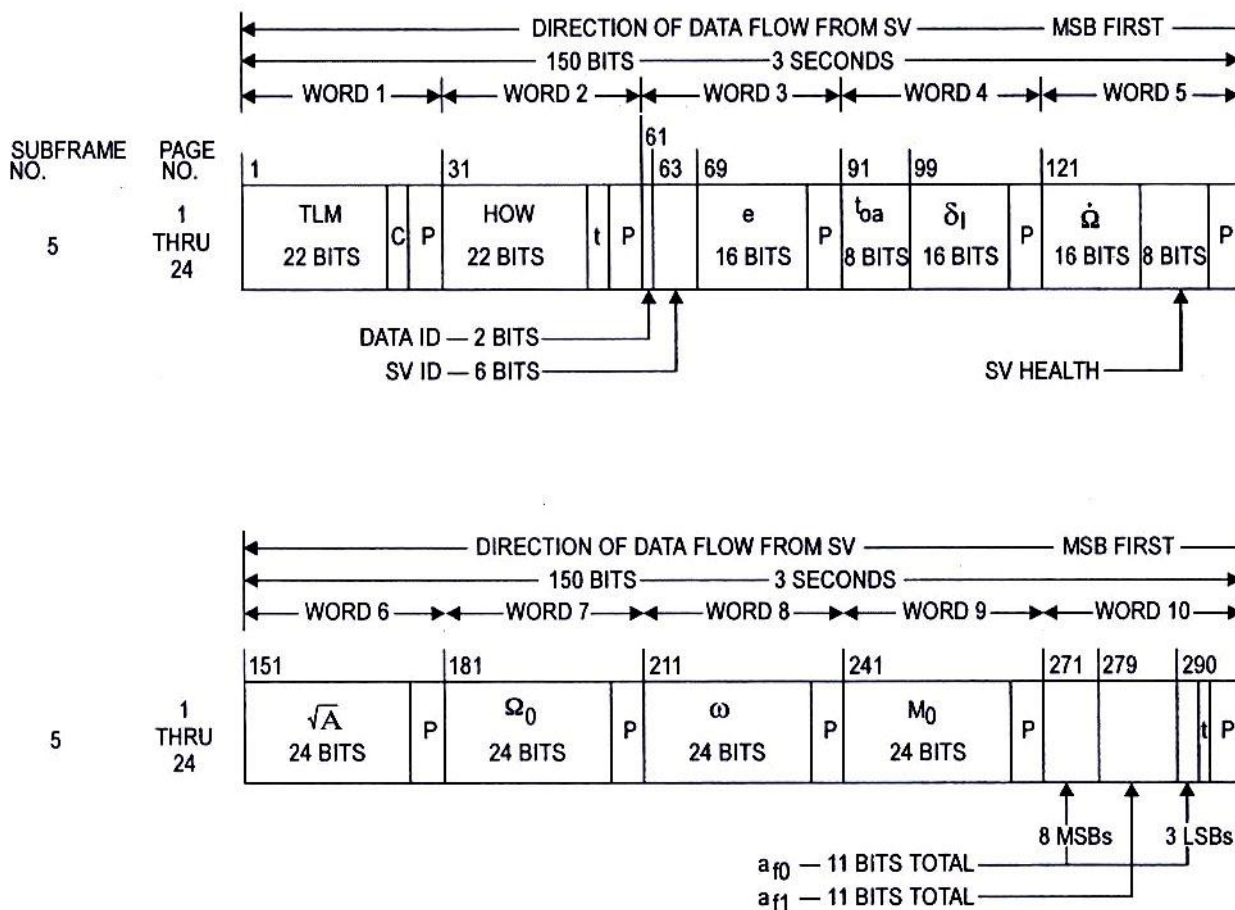 DIRECTION OF DATA FLOW FROM SV MSB FIRST
150 BITS 3 SECONDS
WORD 1 WORD 2 WORD 3 WORD 4 WORD 5
SUBFRAME NO. PAGE NO.
1 31 61 63 69 91 99 121
5 1 THRU 24
TLM 22 BITS C P HOW 22 BITS t P e 16 BITS P tₒₐ 8 BITS δI 16 BITS P Ω̇ 16 BITS 8 BITS P
DATA ID — 2 BITS
SV ID — 6 BITS
SV HEALTH
DIRECTION OF DATA FLOW FROM SV MSB FIRST
150 BITS 3 SECONDS
WORD 6 WORD 7 WORD 8 WORD 9 WORD 10
151 181 211 241 271 279 290
5 1 THRU 24
√A 24 BITS P Ω₀ 24 BITS P ω 24 BITS P M₀ 24 BITS P t P
8 MSBs 3 LSBs
af0 — 11 BITS TOTAL
af1 — 11 BITS TOTAL